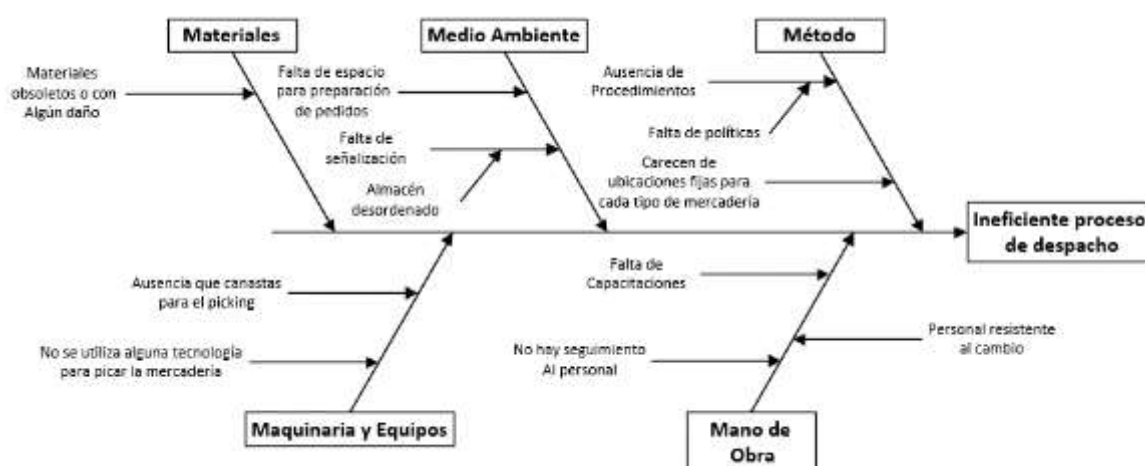 Materiales
Medio Ambiente
Método
Materiales
obsoletos o con
Algún daño
Falta de espacio
para preparación
de pedidos
Falta de
señalización
Almacén
desordenado
Ausencia de
Procedimientos
Falta de políticas
Carecen de
ubicaciones fijas para
cada tipo de mercadería
Ineficiente proceso
de despacho
Ausencia que canastas
para el picking
No se utiliza alguna tecnología
para picar la mercadería
Falta de
Capacitaciones
No hay seguimiento
Al personal
Personal resistente
al cambio
Maquinaria y Equipos
Mano de
Obra